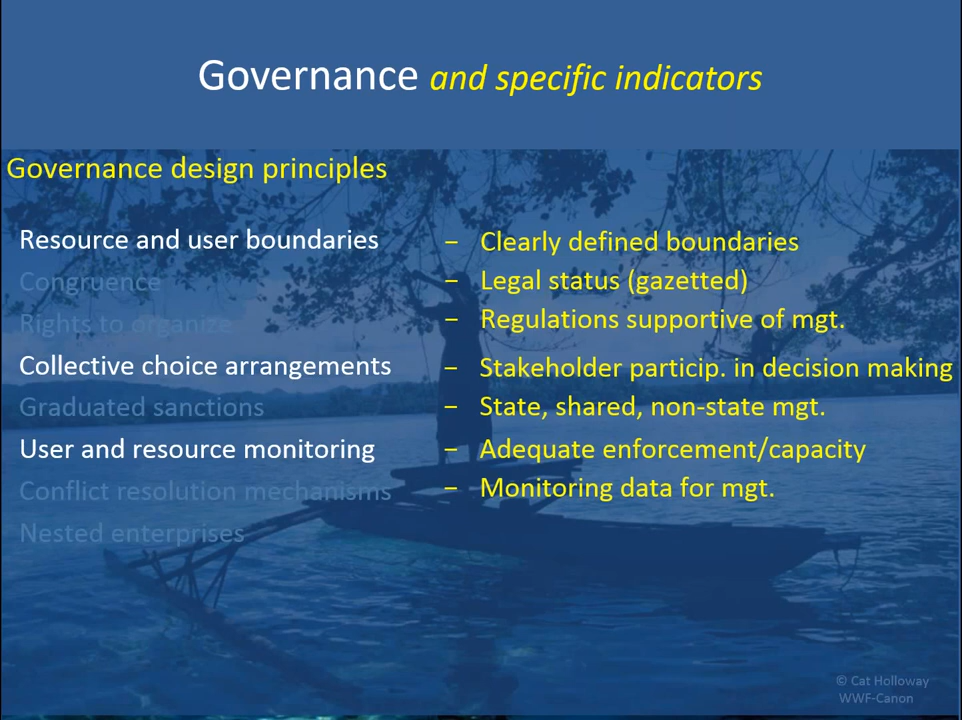 Governance and specific indicators
Governance design principles
Resource and user boundaries
Congruence
Rights to organize
Collective choice arrangements
Graduated sanctions
User and resource monitoring
Conflict resolution mechanisms
Nested enterprises
– Clearly defined boundaries
– Legal status (gazetted)
– Regulations supportive of mgt.
– Stakeholder particip. in decision making
– State, shared, non-state mgt.
– Adequate enforcement/capacity
– Monitoring data for mgt.
© Cat Holloway
WWF-Canon